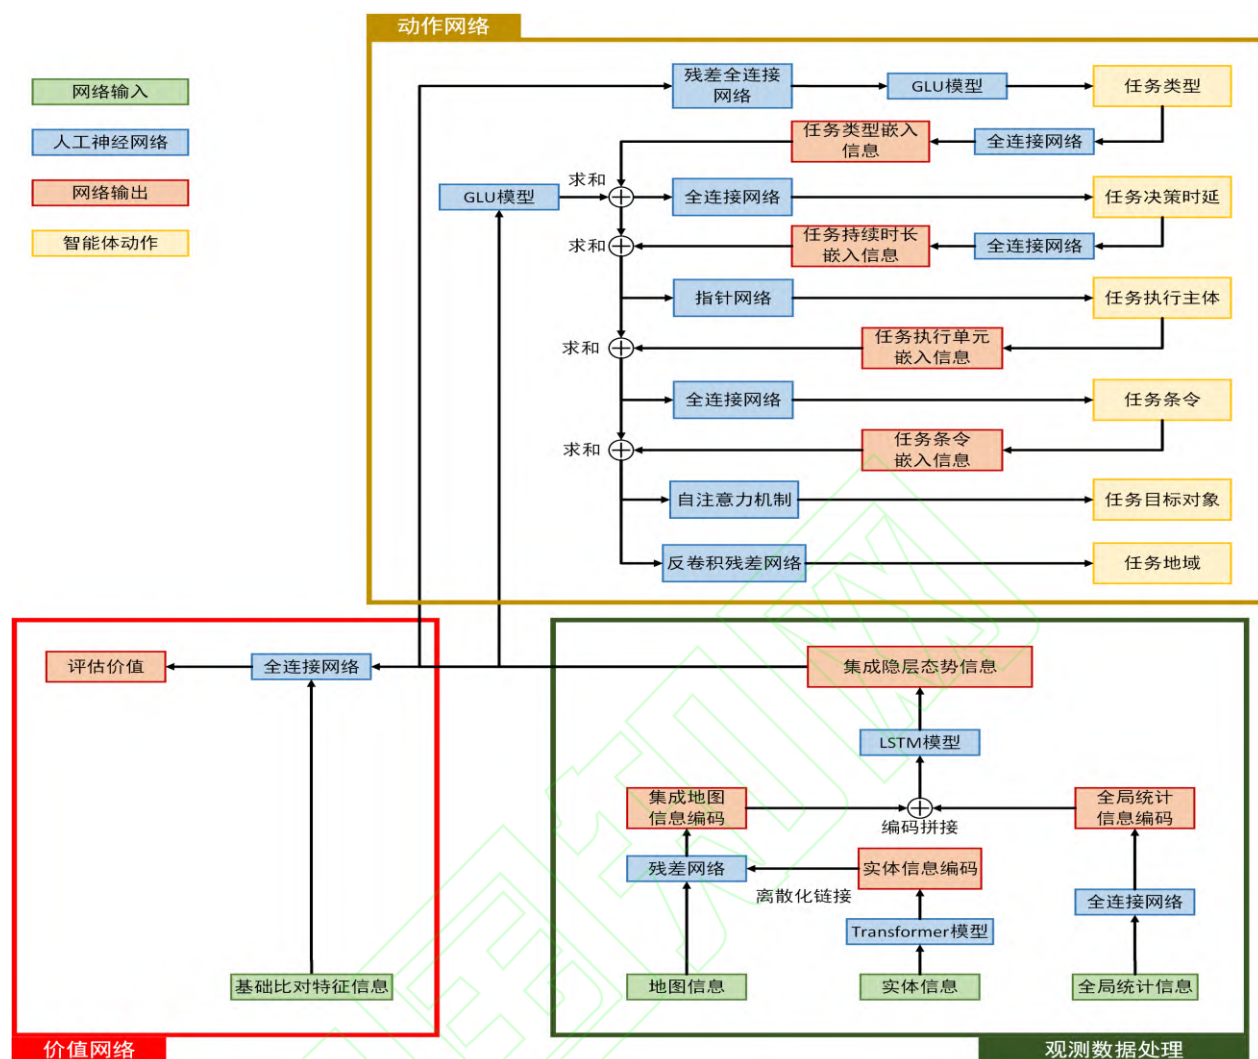 动作网络
网络输入
人工神经网络
网络输出
智能体动作
残差全连接
网络
GLU模型
任务类型
任务类型嵌入
信息
全连接网络
GLU模型
求和
全连接网络
任务决策时延
求和
任务持续时长
嵌入信息
全连接网络
指针网络
任务执行主体
求和
任务执行单元
嵌入信息
全连接网络
任务条令
求和
任务条令
嵌入信息
自注意力机制
任务目标对象
反卷积残差网络
任务地域
评估价值
全连接网络
基础比对特征信息
价值网络
集成隐层态势信息
LSTM模型
集成地图
信息编码
编码拼接
全局统计
信息编码
残差网络
离散化链接
实体信息编码
Transformer模型
全连接网络
地图信息
实体信息
全局统计信息
观测数据处理